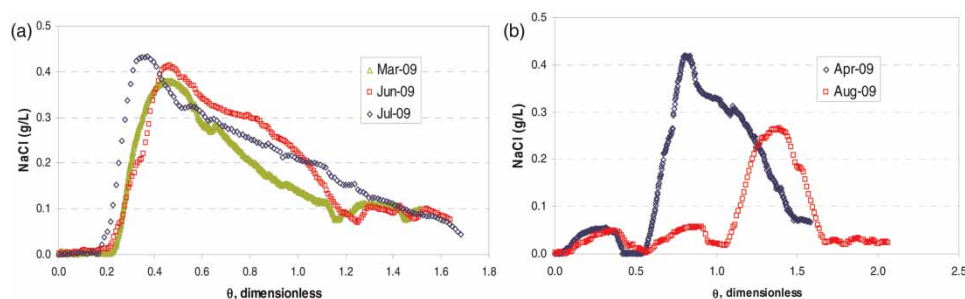 (a)
NaCl (g/L)
0.5
0.4
0.3
0.2
0.1
0.0
0.0 0.2 0.4 0.6 0.8 1.0 1.2 1.4 1.6 1.8
θ, dimensionless
Mar-09
Jun-09
Jul-09
(b)
NaCl (g/L)
0.5
0.4
0.3
0.2
0.1
0.0
0.0 0.5 1.0 1.5 2.0 2.5
θ, dimensionless
Apr-09
Aug-09